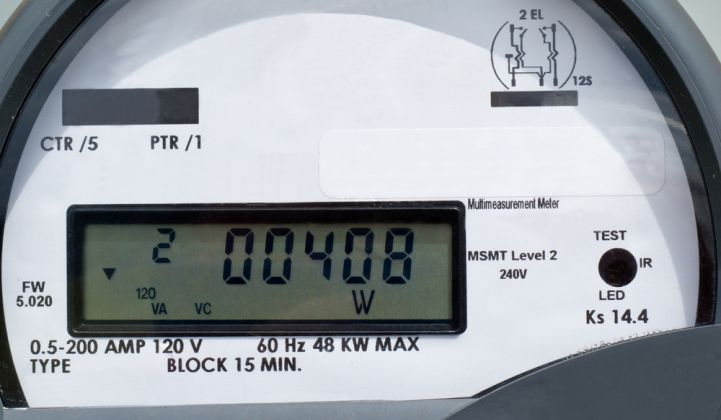 2 EL
12S
CTR /5 PTR /1
Multimeasurement Meter
2 00408
MSMT Level 2
240V
TEST
IR
LED
Ks 14.4
FW
5.020
120
VA VC W
0.5-200 AMP 120 V 60 Hz 48 KW MAX
TYPE BLOCK 15 MIN.